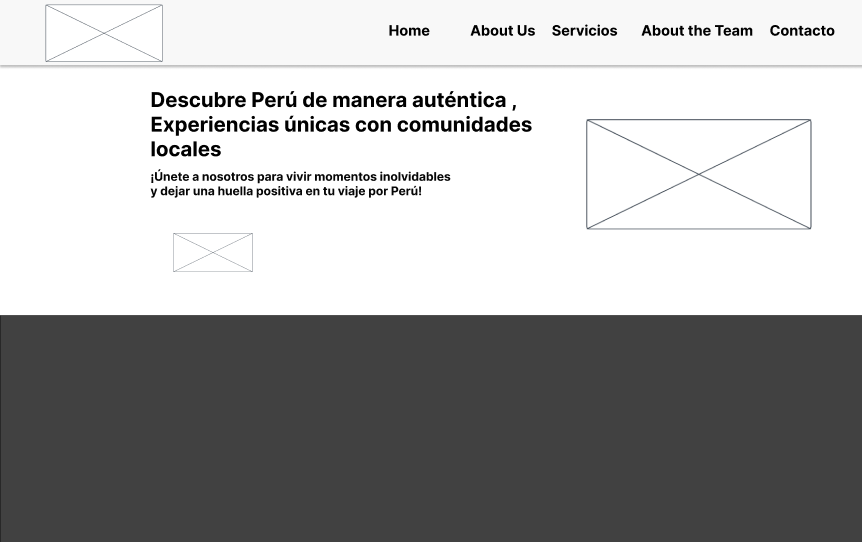 Home About Us Servicios About the Team Contacto
Descubre Perú de manera auténtica ,
Experiencias únicas con comunidades
locales
¡Únete a nosotros para vivir momentos inolvidables
y dejar una huella positiva en tu viaje por Perú!